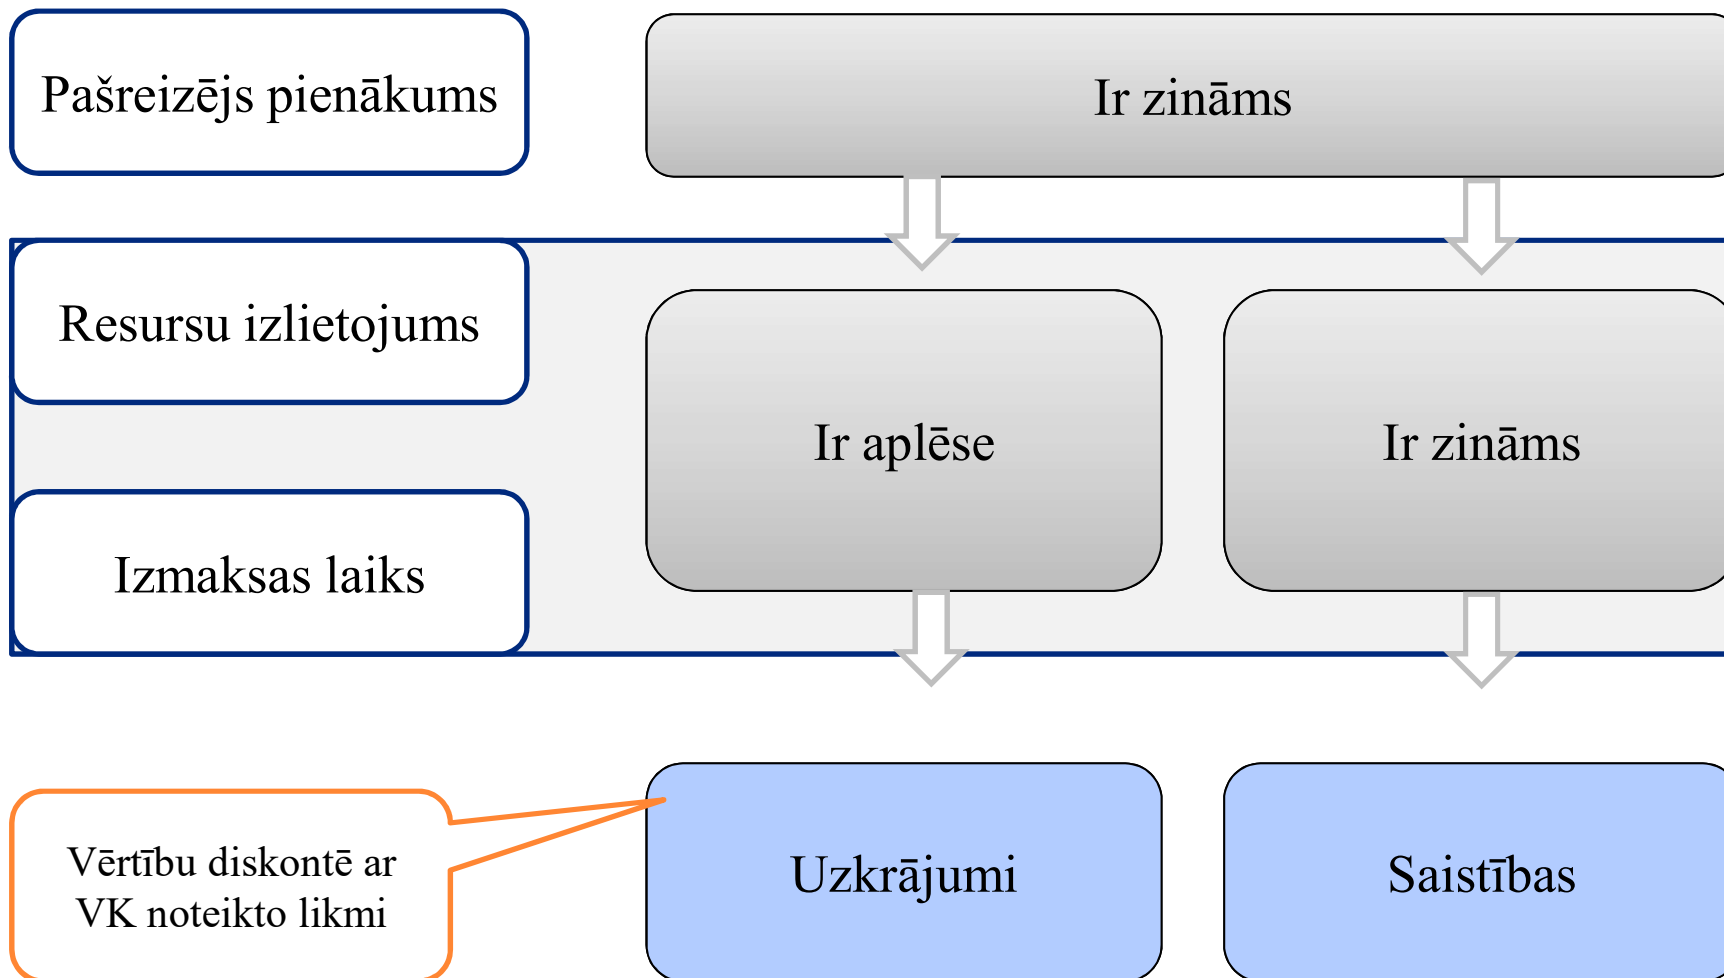 Pašreizējs pienākums
Ir zināms
Resursu izlietojums
Ir aplēse
Ir zināms
Izmaksas laiks
Vērtību diskontē ar
VK noteikto likmi
Uzkrājumi
Saistības